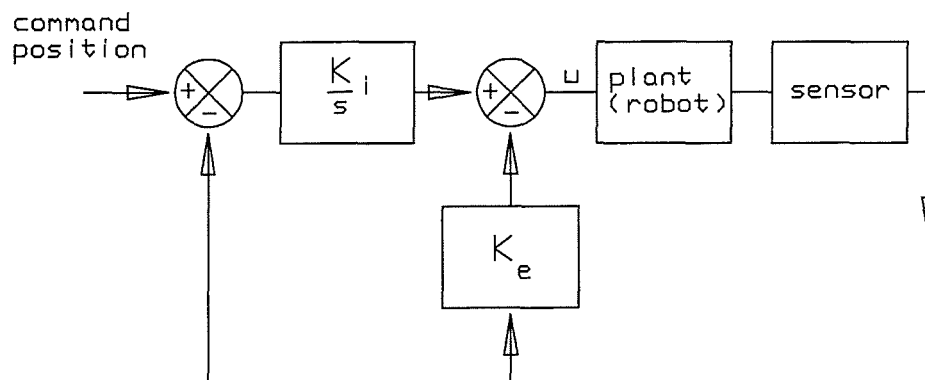 command
position
+
-
K i
s
+
-
u
plant
(robot)
sensor
K e